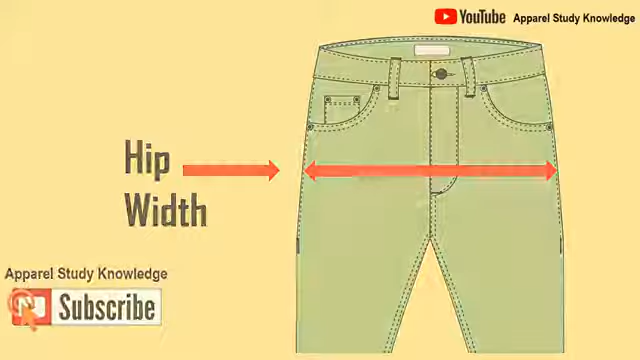 YouTube Apparel Study Knowledge
Hip
Width
Apparel Study Knowledge
Subscribe